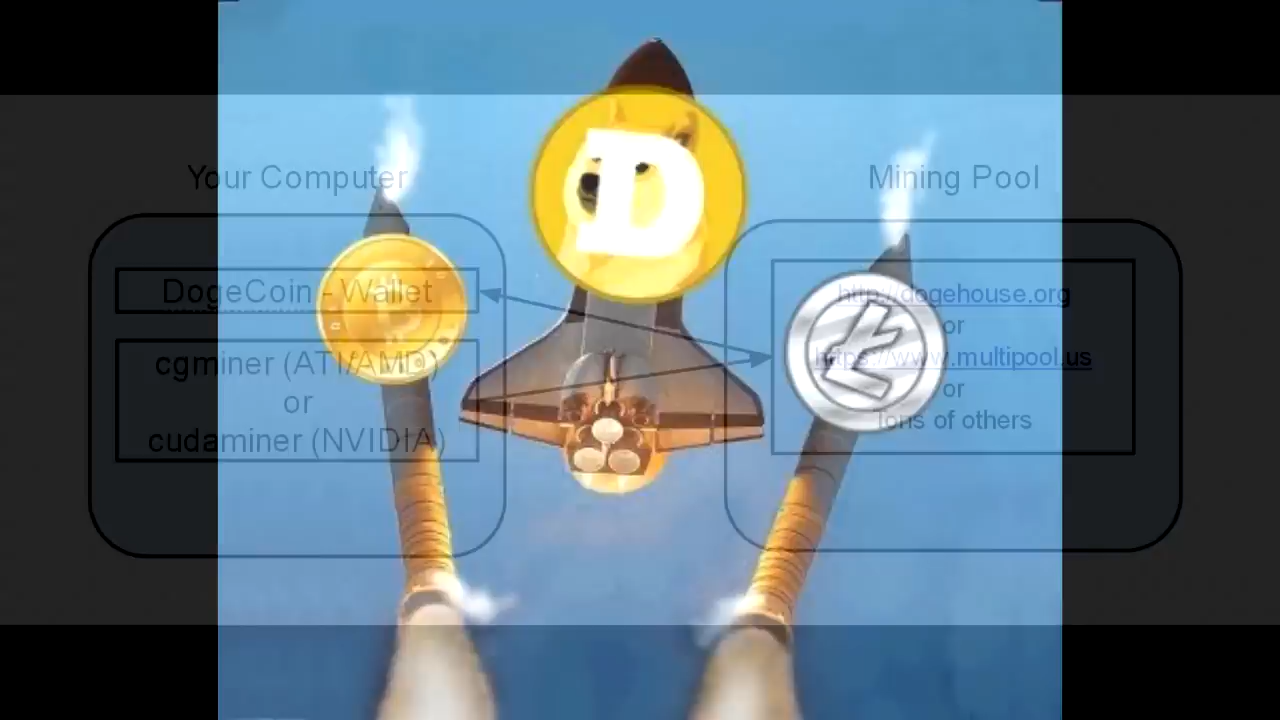 Your Computer
DogeCoin - Wallet
cgminer (ATI/AMD)
or
cudaminer (NVIDIA)
Mining Pool
http://dogehouse.org
or
https://www.multipool.us
or
Tons of others